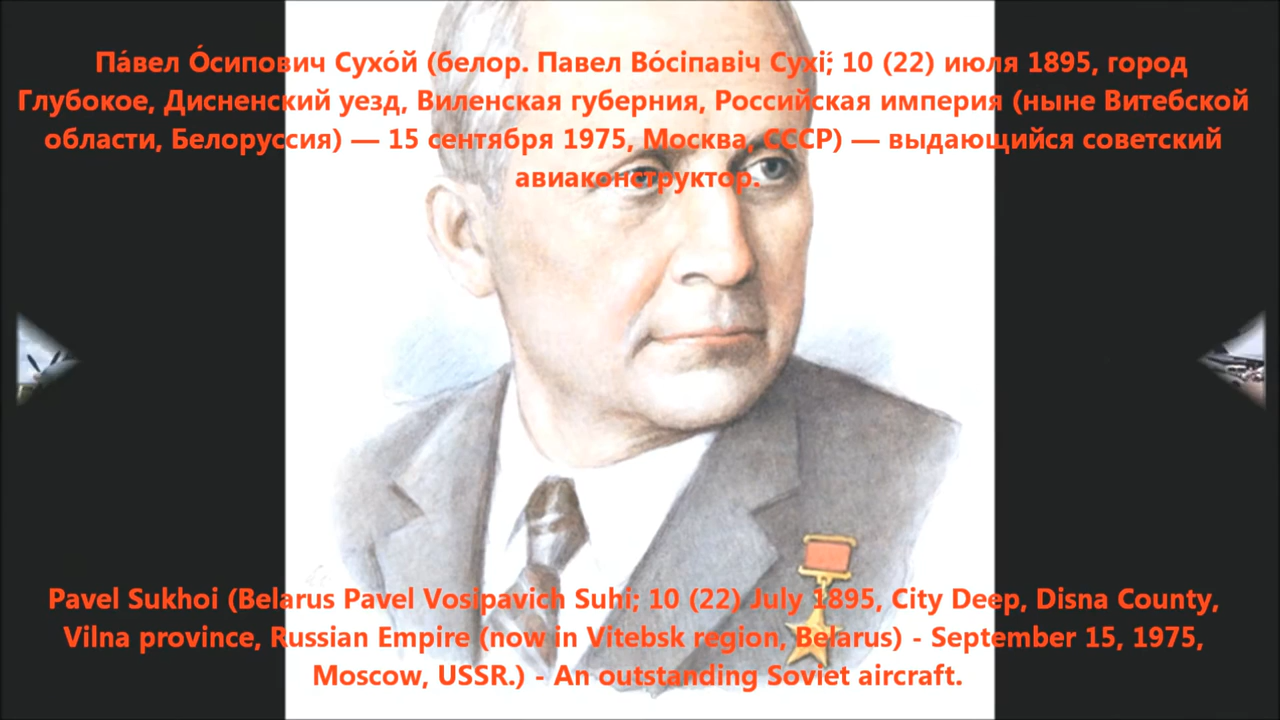 Па́вел О́сипович Сухо́й (белор. Павел Во́сіпавіч Сухі́; 10 (22) июля 1895, город
Глубокое, Дисненский уезд, Виленская губерния, Российская империя (ныне Витебской
области, Белоруссия) — 15 сентября 1975, Москва, СССР) — выдающийся советский
авиаконструктор.
Pavel Sukhoi (Belarus Pavel Vosipavich Suhi; 10 (22) July 1895, City Deep, Disna County,
Vilna province, Russian Empire (now in Vitebsk region, Belarus) - September 15, 1975,
Moscow, USSR.) - An outstanding Soviet aircraft.